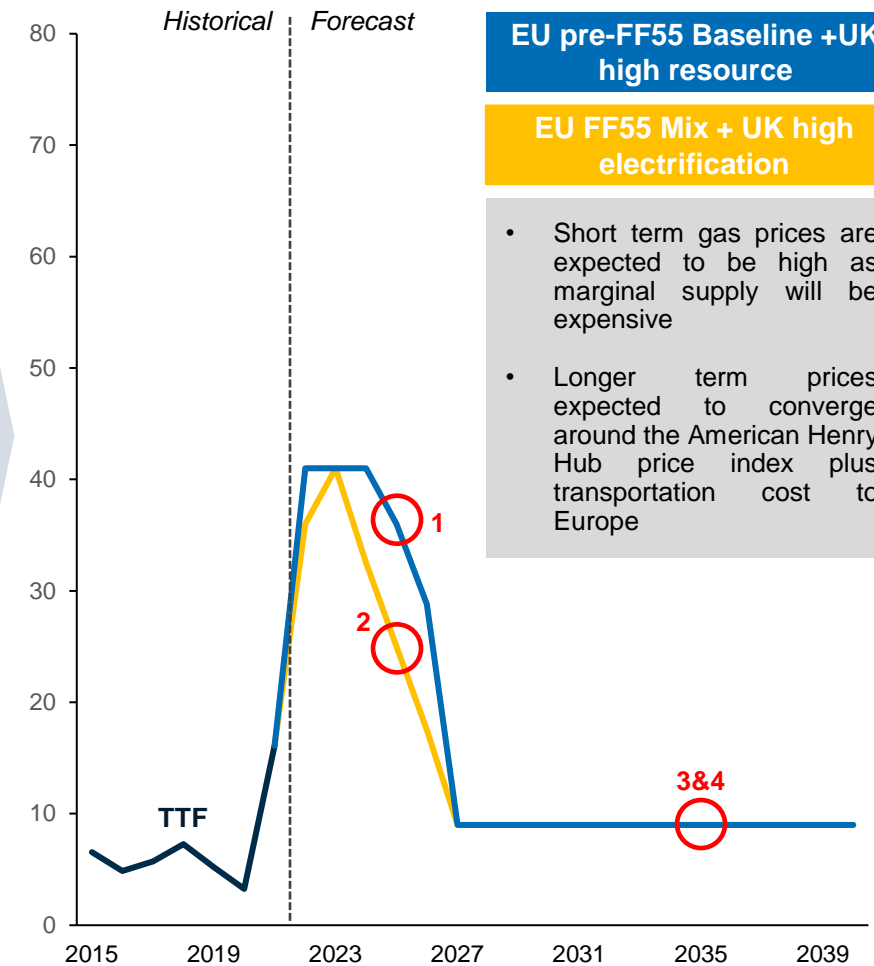 Historical
Forecast
80
70
60
50
40
30
20
10
0
EU pre-FF55 Baseline +UK
high resource
EU FF55 Mix + UK high
electrification
• Short term gas prices are
expected to be high as
marginal supply will be
expensive
• Longer term prices
expected to converge
around the American Henry
Hub price index plus
transportation cost to
Europe
1
2
3&4
TTF
2015 2019 2023 2027 2031 2035 2039